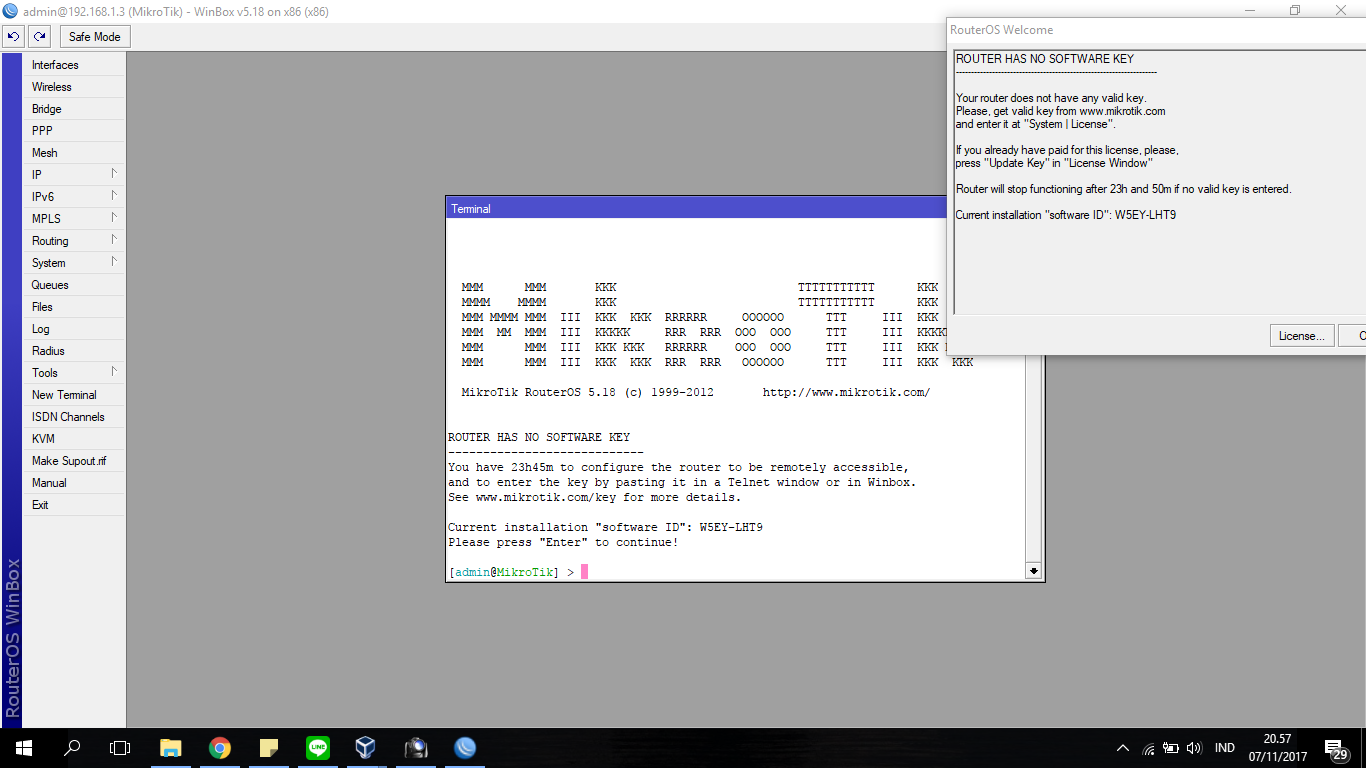 admin@192.168.1.3 (MikroTik) - WinBox v5.18 on x86 (x86)
Safe Mode
RouterOS Welcome
ROUTER HAS NO SOFTWARE KEY
----------------------------------------------------------------------
Your router does not have any valid key.
Please, get valid key from www.mikrotik.com
and enter it at "System | License".
If you already have paid for this license, please,
press "Update Key" in "License Window"
Router will stop functioning after 23h and 50m if no valid key is entered.
Current installation "software ID": W5EY-LHT9
License...
Interfaces
Wireless
Bridge
PPP
Mesh
IP
IPv6
MPLS
Routing
System
Queues
Files
Log
Radius
Tools
New Terminal
ISDN Channels
KVM
Make Supout.rif
Manual
Exit
RouterOS WinBox
Terminal
MMM      MMM       KKK                          TTTTTTTTTTT      KKK
MMMM    MMMM       KKK                          TTTTTTTTTTT      KKK
MMM MMMM MMM  III  KKK  KKK  RRRRRR     OOOOOO      TTT     III  KKK
MMM  MM  MMM  III  KKKKK     RRR  RRR  OOO  OOO     TTT     III  KKKK
MMM      MMM  III  KKK KKK   RRRRRR    OOO  OOO     TTT     III  KKK
MMM      MMM  III  KKK  KKK  RRR  RRR   OOOOOO      TTT     III  KKK  KKK
MikroTik RouterOS 5.18 (c) 1999-2012       http://www.mikrotik.com/
ROUTER HAS NO SOFTWARE KEY
----------------------------
You have 23h45m to configure the router to be remotely accessible,
and to enter the key by pasting it in a Telnet window or in Winbox.
See www.mikrotik.com/key for more details.
Current installation "software ID": W5EY-LHT9
Please press "Enter" to continue!
[admin@MikroTik] >
LINE
IND
20.57
07/11/2017
29